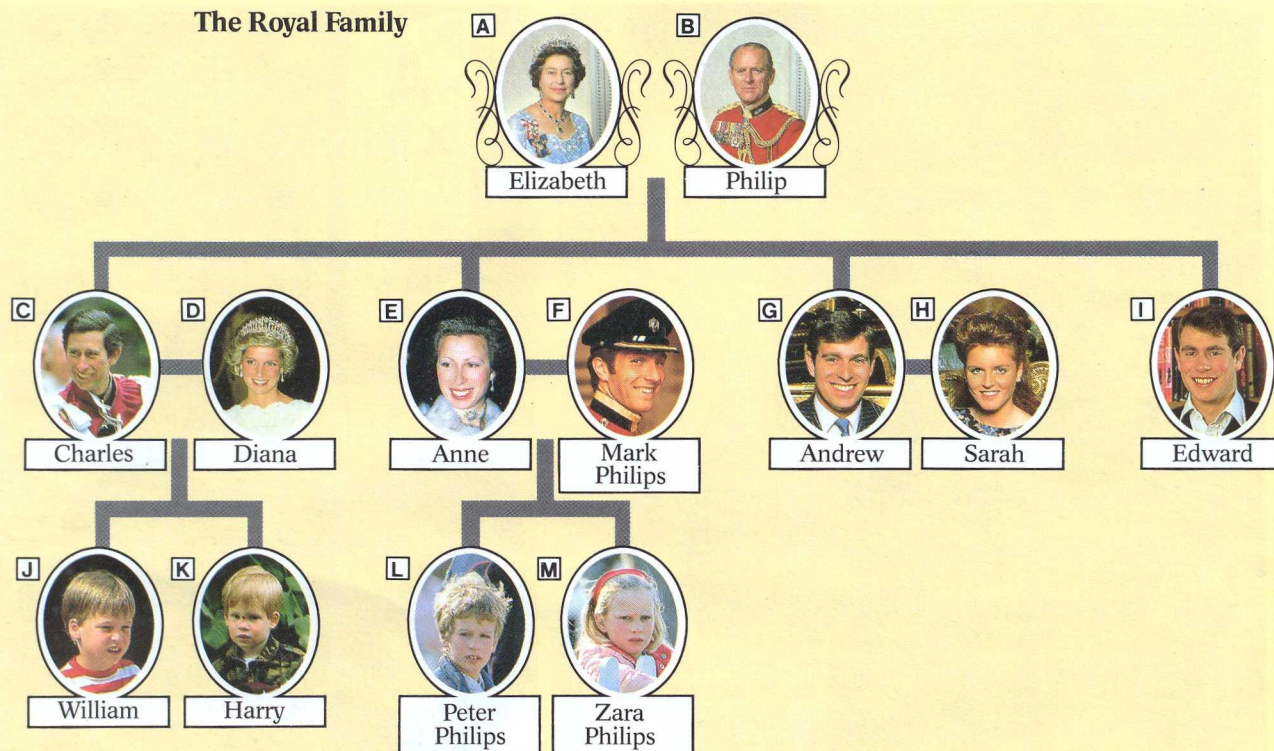 The Royal Family
A
B
Elizabeth
Philip
C
D
E
F
G
H
I
Charles
Diana
Anne
Mark
Philips
Andrew
Sarah
Edward
J
K
L
M
William
Harry
Peter
Philips
Zara
Philips